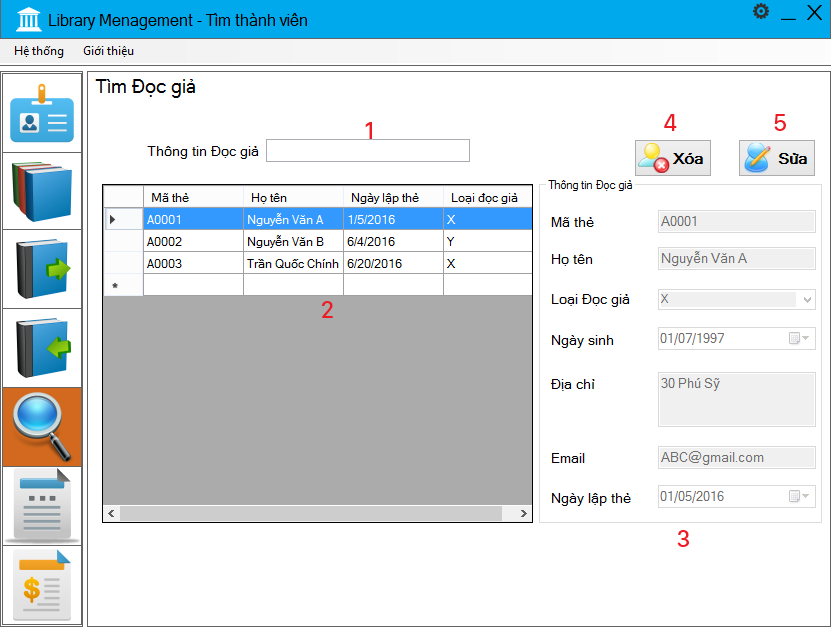 Library Menagement - Tìm thành viên
Hệ thống Giới thiệu
Tìm Đọc giả
1
Thông tin Đọc giả
4
Xóa
5
Sửa
Mã thẻ Họ tên Ngày lập thẻ Loại đọc giả
A0001 Nguyễn Văn A 1/5/2016 X
A0002 Nguyễn Văn B 6/4/2016 Y
A0003 Trần Quốc Chính 6/20/2016 X
*
2
Thông tin Đọc giả
Mã thẻ A0001
Họ tên Nguyễn Văn A
Loại Đọc giả X
Ngày sinh 01/07/1997
Địa chỉ 30 Phú Sỹ
Email ABC@gmail.com
Ngày lập thẻ 01/05/2016
3